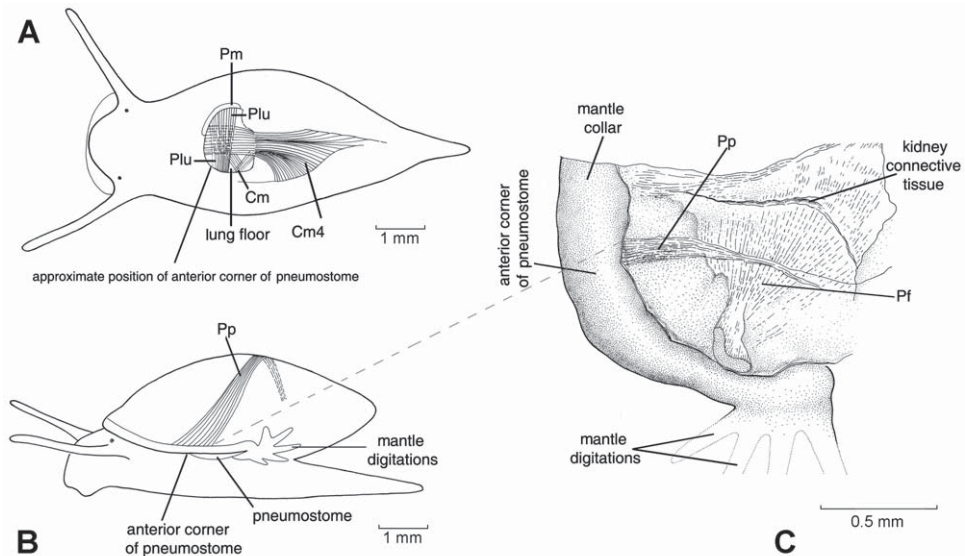 A
Pm
Plu
Plu
Cm
lung floor
Cm4
1 mm
approximate position of anterior corner of pneumostome
B
Pp
mantle
digitations
pneumostome
anterior corner
of pneumostome
1 mm
C
mantle
collar
Pp
kidney
connective
tissue
anterior corner
of pneumostome
Pf
mantle
digitations
0.5 mm